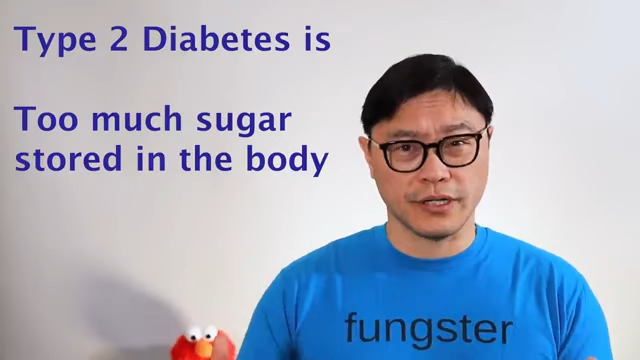 Type 2 Diabetes is
Too much sugar
stored in the body
fungster